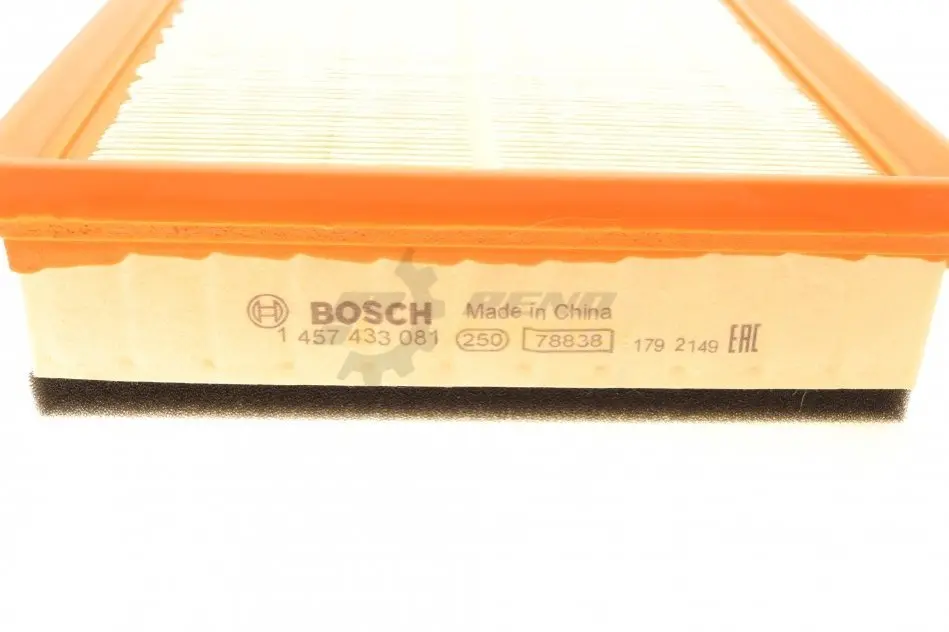 BOSCH Made in China
1 457 433 081 250 78838 179 2149 EAC